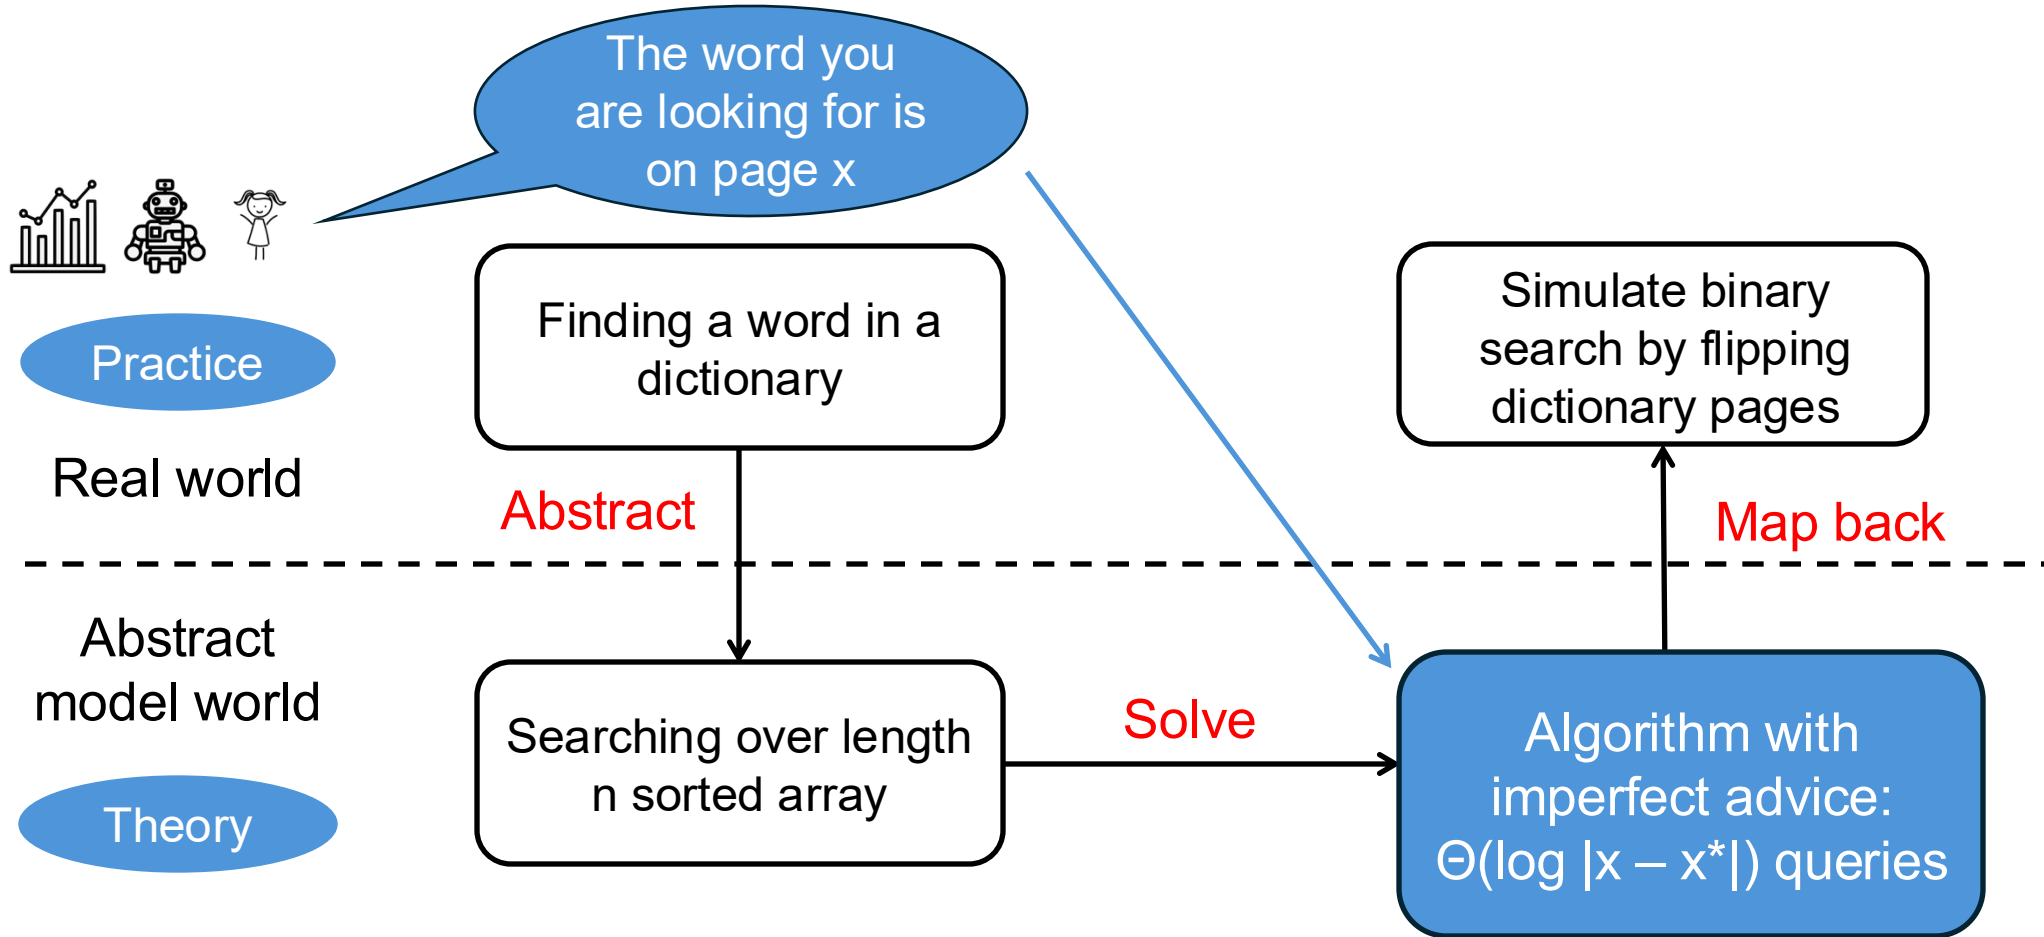 The word you
are looking for is
on page x
Practice
Real world
Finding a word in a
dictionary
Simulate binary
search by flipping
dictionary pages
Abstract
Map back
Abstract
model world
Theory
Searching over length
n sorted array
Solve
Algorithm with
imperfect advice:
Θ(log |x – x*|) queries